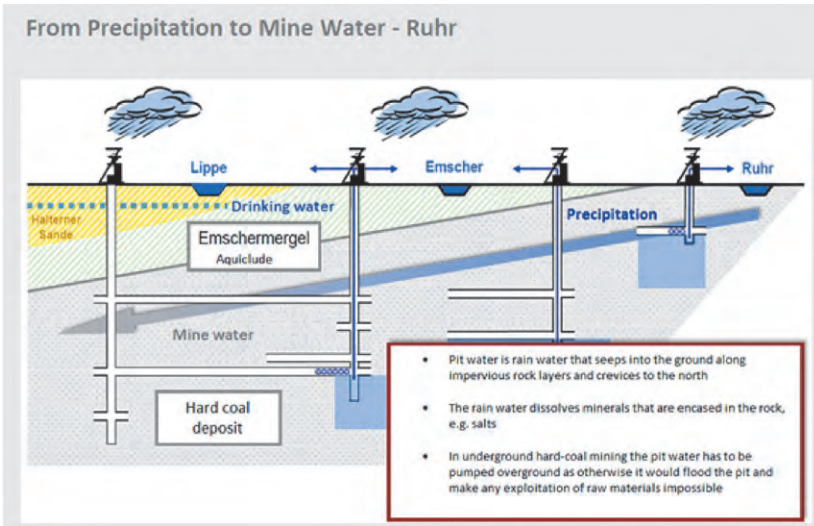 From Precipitation to Mine Water - Ruhr
Lippe
Emscher
Ruhr
Drinking water
Precipitation
Halterner
Sande
Emschermergel
Aquiclude
Mine water
Hard coal
deposit
• Pit water is rain water that seeps into the ground along
impervious rock layers and crevices to the north
• The rain water dissolves minerals that are encased in the rock,
e.g. salts
• In underground hard-coal mining the pit water has to be
pumped overground as otherwise it would flood the pit and
make any exploitation of raw materials impossible